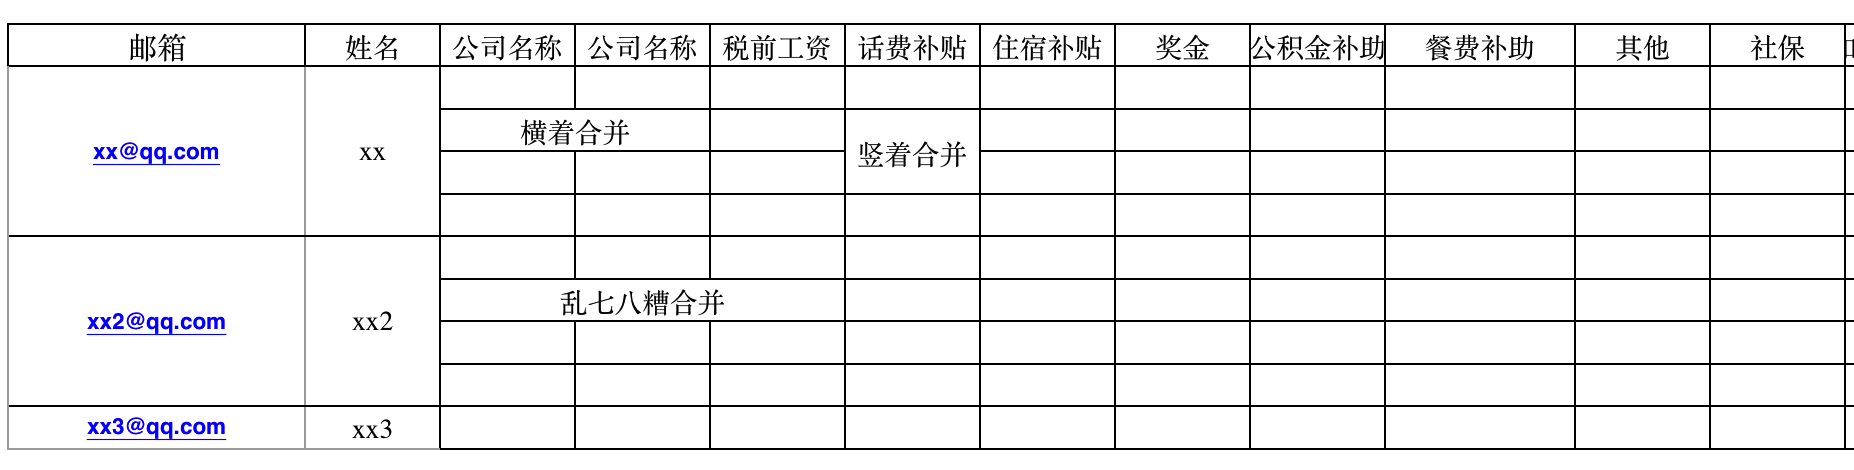 邮箱 姓名 公司名称 公司名称 税前工资 话费补贴 住宿补贴 奖金 公积金补助 餐费补助 其他 社保
横着合并
xx@qq.com xx 竖着合并
乱七八糟合并
xx2@qq.com xx2
xx3@qq.com xx3